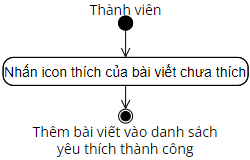 Thành viên
Nhấn icon thích của bài viết chưa thích
Thêm bài viết vào danh sách
yêu thích thành công